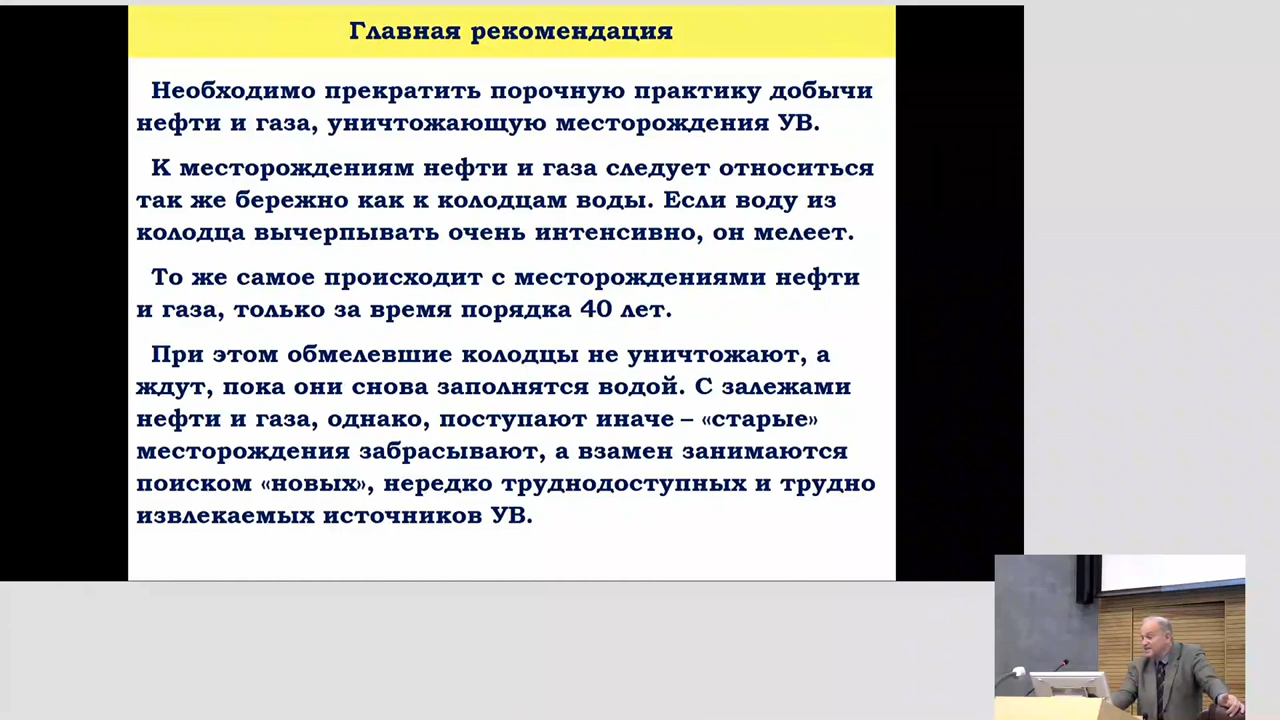 Главная рекомендация
Необходимо прекратить порочную практику добычи
нефти и газа, уничтожающую месторождения УВ.
К месторождениям нефти и газа следует относиться
так же бережно как к колодцам воды. Если воду из
колодца вычерпывать очень интенсивно, он мелеет.
То же самое происходит с месторождениями нефти
и газа, только за время порядка 40 лет.
При этом обмелевшие колодцы не уничтожают, а
ждут, пока они снова заполнятся водой. С залежами
нефти и газа, однако, поступают иначе – «старые»
месторождения забрасывают, а взамен занимаются
поиском «новых», нередко труднодоступных и трудно
извлекаемых источников УВ.